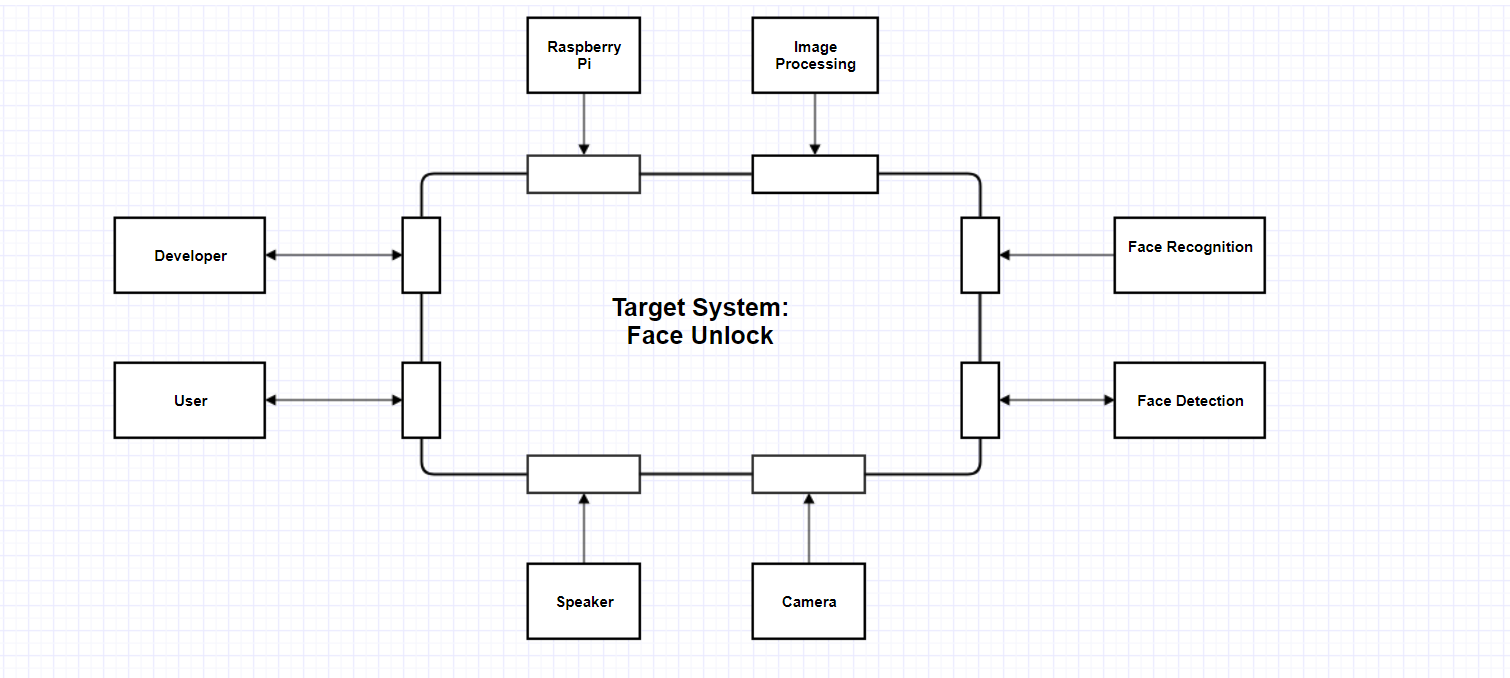 Raspberry
Pi
Image
Processing
Developer
Face Recognition
Target System:
Face Unlock
User
Face Detection
Speaker
Camera